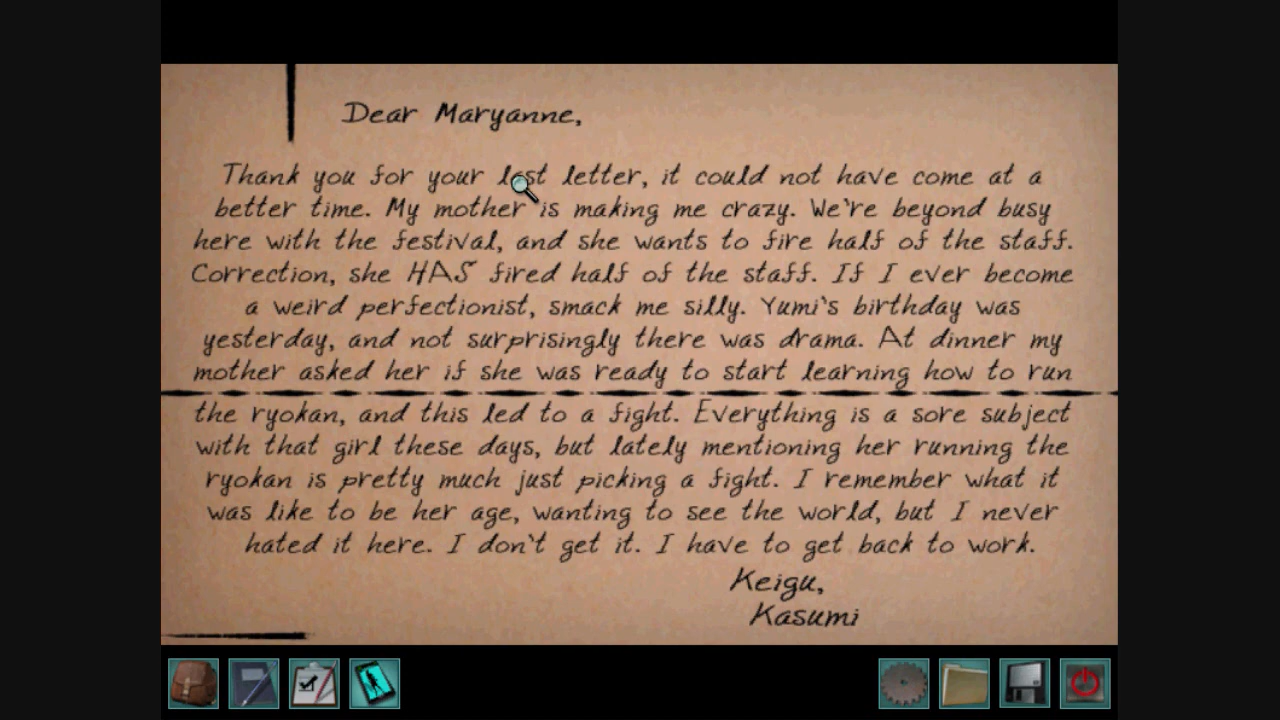 Dear Maryanne,
Thank you for your last letter, it could not have come at a
better time. My mother is making me crazy. We're beyond busy
here with the festival, and she wants to fire half of the staff.
Correction, she HAS fired half of the staff. If I ever become
a weird perfectionist, smack me silly. Yumi's birthday was
yesterday, and not surprisingly there was drama. At dinner my
mother asked her if she was ready to start learning how to run
the ryokan, and this led to a fight. Everything is a sore subject
with that girl these days, but lately mentioning her running the
ryokan is pretty much just picking a fight. I remember what it
was like to be her age, wanting to see the world, but I never
hated it here. I don't get it. I have to get back to work.
Keigu,
Kasumi